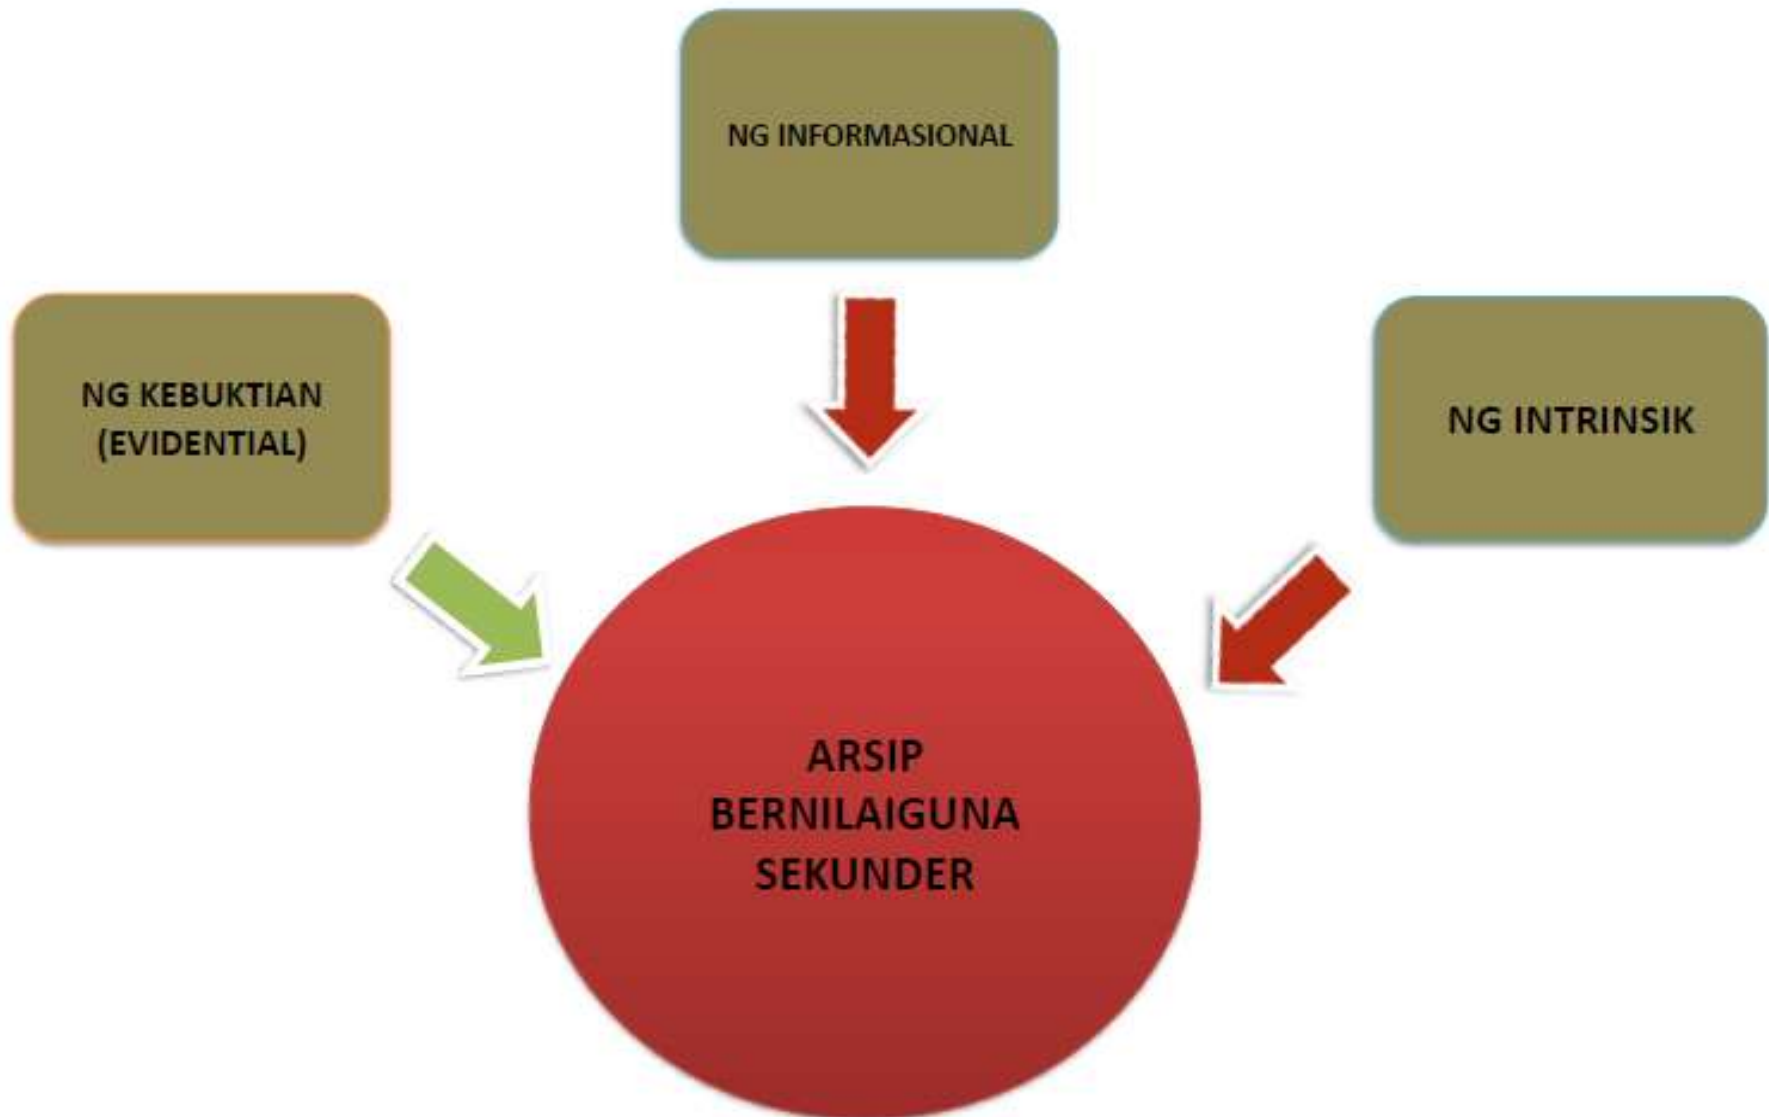 NG INFORMASIONAL
NG KEBUKTIAN
(EVIDENTIAL)
NG INTRINSIK
ARSIP
BERNILAIGUNA
SEKUNDER